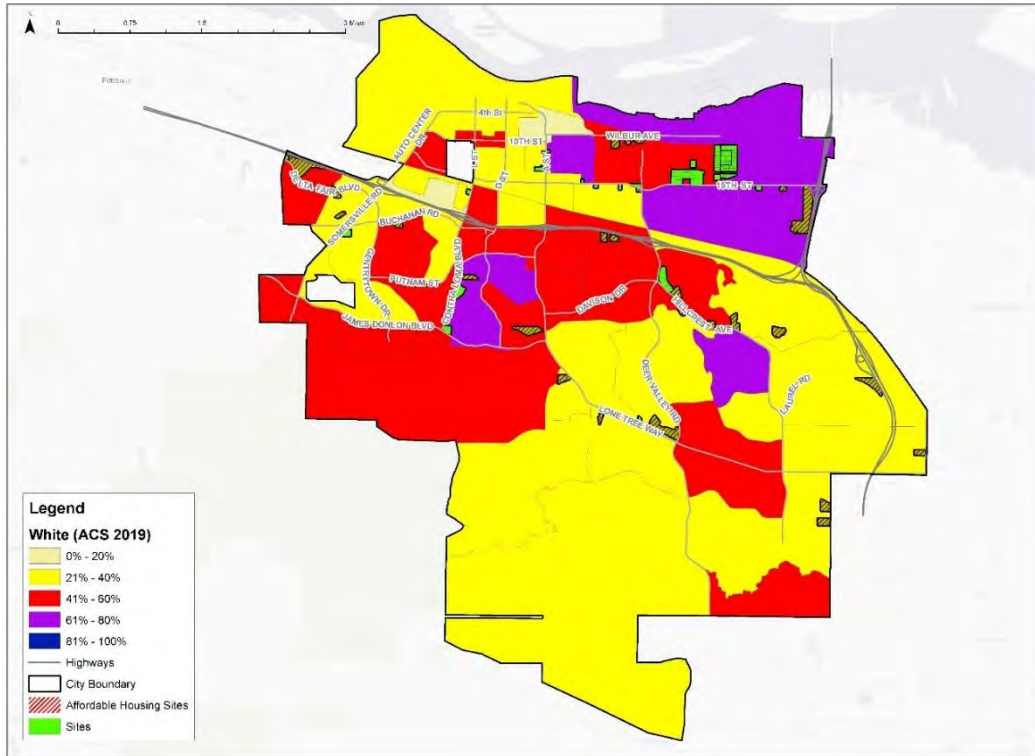 0 0.75 1.5 3 Miles
4th St
AUTO CENTER DR
WILBUR AVE
10TH ST
L ST
A ST
G ST
18TH ST
DELTA FAIR BLVD
SOMERSVILLE RD
BUCHANAN RD
CONTRA LOMA BLVD
GENTRYTOWN DR
PUTNAM ST
DAVISON DR
HILLCREST AVE
JAMES DONLON BLVD
DEER VALLEY RD
LAUREL RD
LONE TREE WAY
Legend
White (ACS 2019)
0% - 20%
21% - 40%
41% - 60%
61% - 80%
81% - 100%
Highways
City Boundary
Affordable Housing Sites
Sites